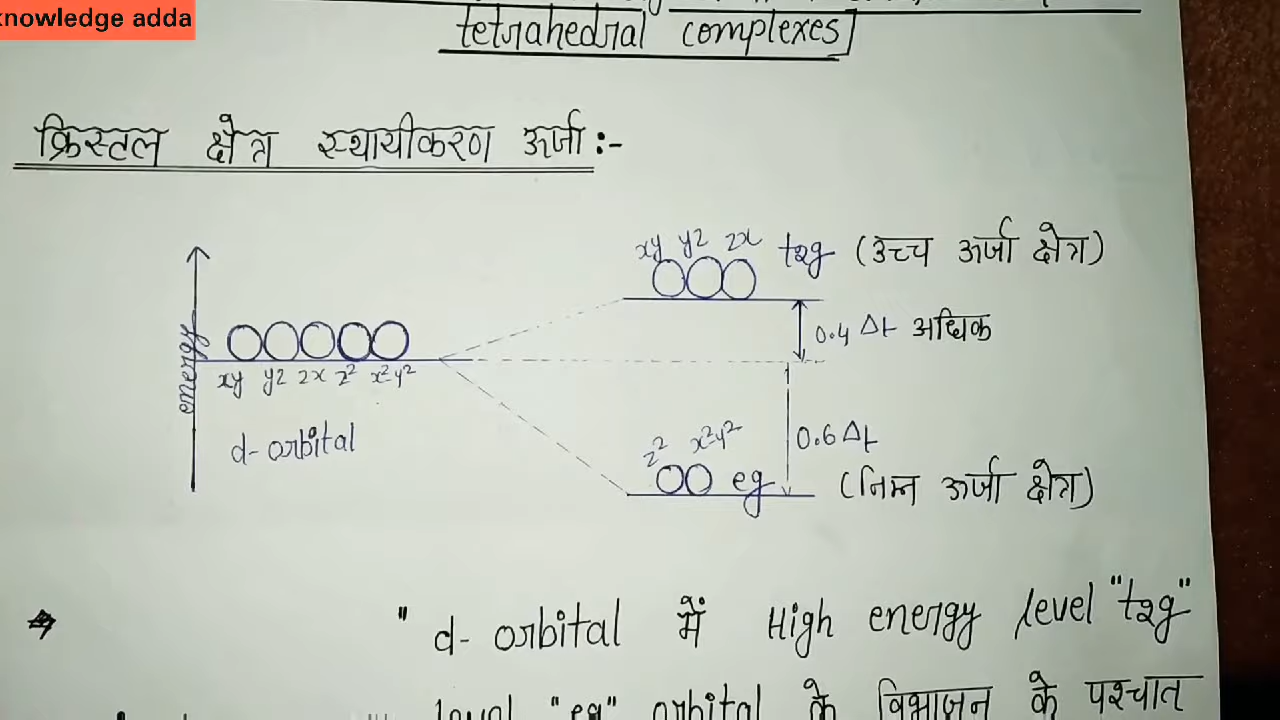 knowledge adda
tetrahedral complexes]
क्रिस्टल क्षेत्र स्थायीकरण ऊर्जा :-
xy yz zx t2g (उच्च ऊर्जा क्षेत्र)
0.4 Δt अधिक
energy
xy yz zx z² x²-y²
d- orbital
0.6 Δt
z² x²y²
eg (निम्न ऊर्जा क्षेत्र)
" d- orbital में High energy level "t2g"
level "eg" orbital के विभाजन के पश्चात